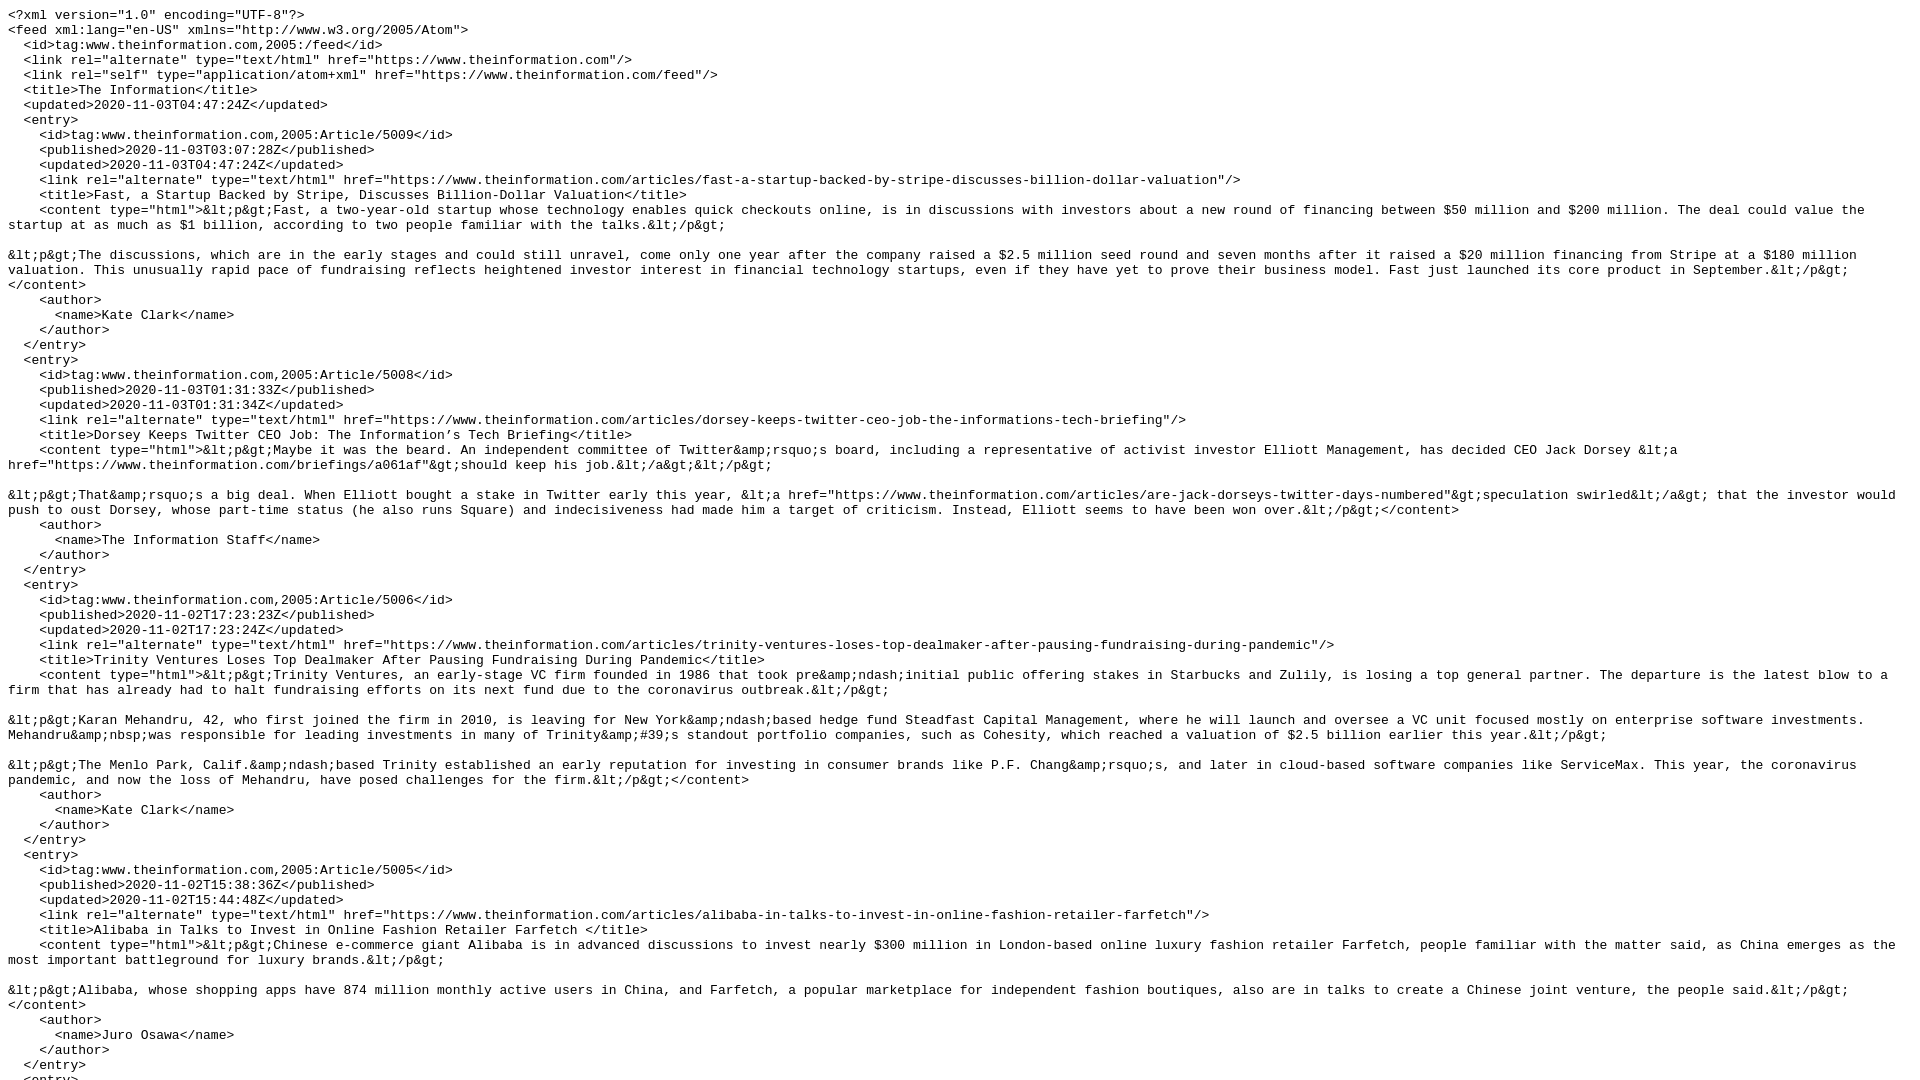 <?xml version="1.0" encoding="UTF-8"?>
<feed xml:lang="en-US" xmlns="http://www.w3.org/2005/Atom">
<id>tag:www.theinformation.com,2005:/feed</id>
<link rel="alternate" type="text/html" href="https://www.theinformation.com"/>
<link rel="self" type="application/atom+xml" href="https://www.theinformation.com/feed"/>
<title>The Information</title>
<updated>2020-11-03T04:47:24Z</updated>
<entry>
<id>tag:www.theinformation.com,2005:Article/5009</id>
<published>2020-11-03T03:07:28Z</published>
<updated>2020-11-03T04:47:24Z</updated>
<link rel="alternate" type="text/html" href="https://www.theinformation.com/articles/fast-a-startup-backed-by-stripe-discusses-billion-dollar-valuation"/>
<title>Fast, a Startup Backed by Stripe, Discusses Billion-Dollar Valuation</title>
<content type="html">&lt;p&gt;Fast, a two-year-old startup whose technology enables quick checkouts online, is in discussions with investors about a new round of financing between $50 million and $200 million. The deal could value the
startup at as much as $1 billion, according to two people familiar with the talks.&lt;/p&gt;
&lt;p&gt;The discussions, which are in the early stages and could still unravel, come only one year after the company raised a $2.5 million seed round and seven months after it raised a $20 million financing from Stripe at a $180 million
valuation. This unusually rapid pace of fundraising reflects heightened investor interest in financial technology startups, even if they have yet to prove their business model. Fast just launched its core product in September.&lt;/p&gt;
</content>
<author>
<name>Kate Clark</name>
</author>
</entry>
<entry>
<id>tag:www.theinformation.com,2005:Article/5008</id>
<published>2020-11-03T01:31:33Z</published>
<updated>2020-11-03T01:31:34Z</updated>
<link rel="alternate" type="text/html" href="https://www.theinformation.com/articles/dorsey-keeps-twitter-ceo-job-the-informations-tech-briefing"/>
<title>Dorsey Keeps Twitter CEO Job: The Information’s Tech Briefing</title>
<content type="html">&lt;p&gt;Maybe it was the beard. An independent committee of Twitter&amp;rsquo;s board, including a representative of activist investor Elliott Management, has decided CEO Jack Dorsey &lt;a
href="https://www.theinformation.com/briefings/a061af"&gt;should keep his job.&lt;/a&gt;&lt;/p&gt;
&lt;p&gt;That&amp;rsquo;s a big deal. When Elliott bought a stake in Twitter early this year, &lt;a href="https://www.theinformation.com/articles/are-jack-dorseys-twitter-days-numbered"&gt;speculation swirled&lt;/a&gt; that the investor would
push to oust Dorsey, whose part-time status (he also runs Square) and indecisiveness had made him a target of criticism. Instead, Elliott seems to have been won over.&lt;/p&gt;</content>
<author>
<name>The Information Staff</name>
</author>
</entry>
<entry>
<id>tag:www.theinformation.com,2005:Article/5006</id>
<published>2020-11-02T17:23:23Z</published>
<updated>2020-11-02T17:23:24Z</updated>
<link rel="alternate" type="text/html" href="https://www.theinformation.com/articles/trinity-ventures-loses-top-dealmaker-after-pausing-fundraising-during-pandemic"/>
<title>Trinity Ventures Loses Top Dealmaker After Pausing Fundraising During Pandemic</title>
<content type="html">&lt;p&gt;Trinity Ventures, an early-stage VC firm founded in 1986 that took pre&amp;ndash;initial public offering stakes in Starbucks and Zulily, is losing a top general partner. The departure is the latest blow to a
firm that has already had to halt fundraising efforts on its next fund due to the coronavirus outbreak.&lt;/p&gt;
&lt;p&gt;Karan Mehandru, 42, who first joined the firm in 2010, is leaving for New York&amp;ndash;based hedge fund Steadfast Capital Management, where he will launch and oversee a VC unit focused mostly on enterprise software investments.
Mehandru&amp;nbsp;was responsible for leading investments in many of Trinity&amp;#39;s standout portfolio companies, such as Cohesity, which reached a valuation of $2.5 billion earlier this year.&lt;/p&gt;
&lt;p&gt;The Menlo Park, Calif.&amp;ndash;based Trinity established an early reputation for investing in consumer brands like P.F. Chang&amp;rsquo;s, and later in cloud-based software companies like ServiceMax. This year, the coronavirus
pandemic, and now the loss of Mehandru, have posed challenges for the firm.&lt;/p&gt;</content>
<author>
<name>Kate Clark</name>
</author>
</entry>
<entry>
<id>tag:www.theinformation.com,2005:Article/5005</id>
<published>2020-11-02T15:38:36Z</published>
<updated>2020-11-02T15:44:48Z</updated>
<link rel="alternate" type="text/html" href="https://www.theinformation.com/articles/alibaba-in-talks-to-invest-in-online-fashion-retailer-farfetch"/>
<title>Alibaba in Talks to Invest in Online Fashion Retailer Farfetch </title>
<content type="html">&lt;p&gt;Chinese e-commerce giant Alibaba is in advanced discussions to invest nearly $300 million in London-based online luxury fashion retailer Farfetch, people familiar with the matter said, as China emerges as the
most important battleground for luxury brands.&lt;/p&gt;
&lt;p&gt;Alibaba, whose shopping apps have 874 million monthly active users in China, and Farfetch, a popular marketplace for independent fashion boutiques, also are in talks to create a Chinese joint venture, the people said.&lt;/p&gt;
</content>
<author>
<name>Juro Osawa</name>
</author>
</entry>
<entry>